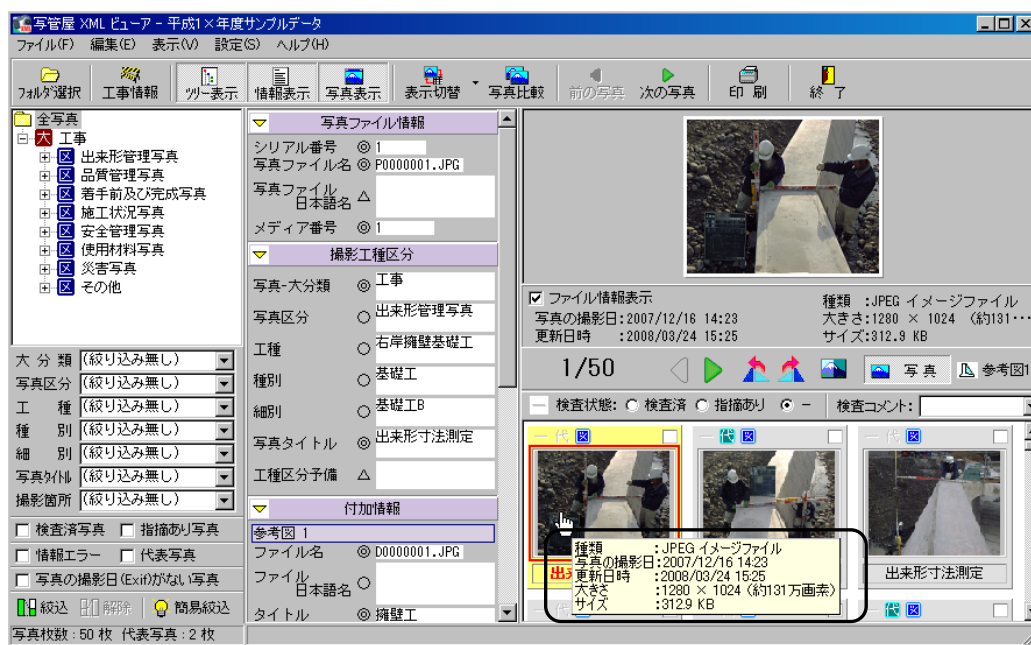 写管屋 XML ビューア - 平成1×年度サンプルデータ
ファイル(F) 編集(E) 表示(V) 設定(S) ヘルプ(H)
フォルダ選択 工事情報 ツリー表示 情報表示 写真表示 表示切替 写真比較 前の写真 次の写真 印刷 終了
全写真
大 工事
区 出来形管理写真
区 品質管理写真
区 着手前及び完成写真
区 施工状況写真
区 安全管理写真
区 使用材料写真
区 災害写真
区 その他
大分類 (絞り込み無し)
写真区分 (絞り込み無し)
工種 (絞り込み無し)
種別 (絞り込み無し)
細別 (絞り込み無し)
写真タイトル (絞り込み無し)
撮影箇所 (絞り込み無し)
検査済写真 指摘あり写真
情報エラー 代表写真
写真の撮影日(Exif)がない写真
絞込 解除 簡易絞込
写真枚数:50 枚 代表写真:2 枚
写真ファイル情報
シリアル番号 ◎ 1
写真ファイル名 ◎ P0000001.JPG
写真ファイル日本語名 △
メディア番号 ◎ 1
撮影工種区分
写真-大分類 ◎ 工事
写真区分 ○ 出来形管理写真
工種 ○ 右岸擁壁基礎工
種別 ○ 基礎工
細別 ○ 基礎工B
写真タイトル ◎ 出来形寸法測定
工種区分予備 △
付加情報
参考図 1
ファイル名 ◎ D0000001.JPG
ファイル日本語名 ○
タイトル ◎ 擁壁工
ファイル情報表示
写真の撮影日:2007/12/16 14:23
更新日時 :2008/03/24 15:25
種類 :JPEG イメージファイル
大きさ:1280 × 1024 (約131…
サイズ:312.9 KB
1/50 写真 参考図1
検査状態: 検査済 指摘あり − 検査コメント:
代 区
代 区
代 区
出来形寸法測定
種類 :JPEG イメージファイル
写真の撮影日:2007/12/16 14:23
更新日時 :2008/03/24 15:25
大きさ :1280 × 1024 (約131万画素)
サイズ :312.9 KB
代 区